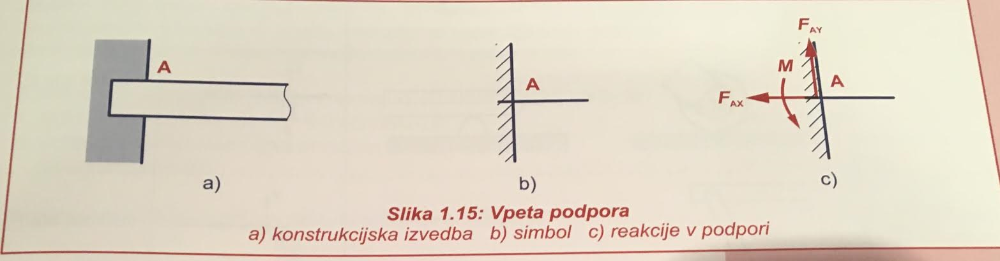 A
a)
A
b)
F AY
M
A
F AX
c)
Slika 1.15: Vpeta podpora
a) konstrukcijska izvedba b) simbol c) reakcije v podpori